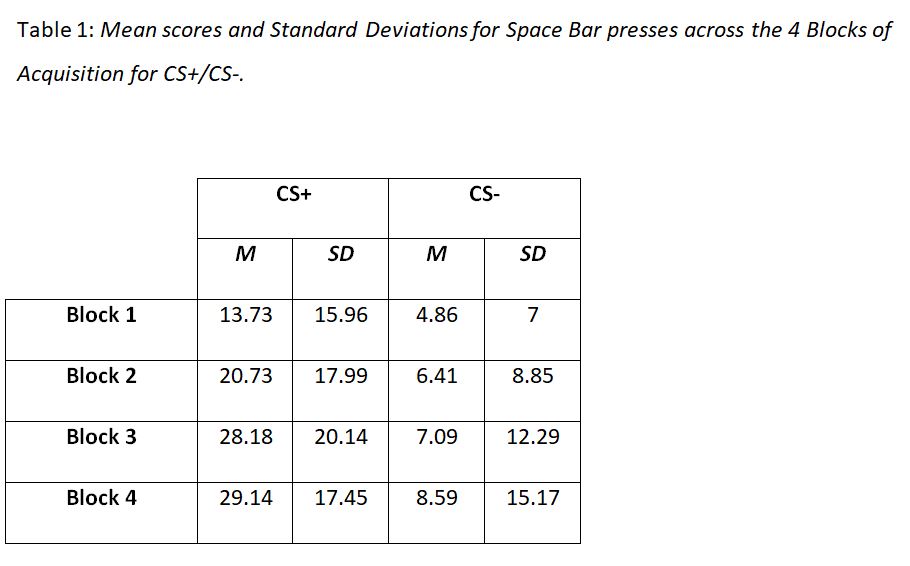 Table 1: Mean scores and Standard Deviations for Space Bar presses across the 4 Blocks of
Acquisition for CS+/CS-.
CS+ CS-
M SD M SD
Block 1 13.73 15.96 4.86 7
Block 2 20.73 17.99 6.41 8.85
Block 3 28.18 20.14 7.09 12.29
Block 4 29.14 17.45 8.59 15.17